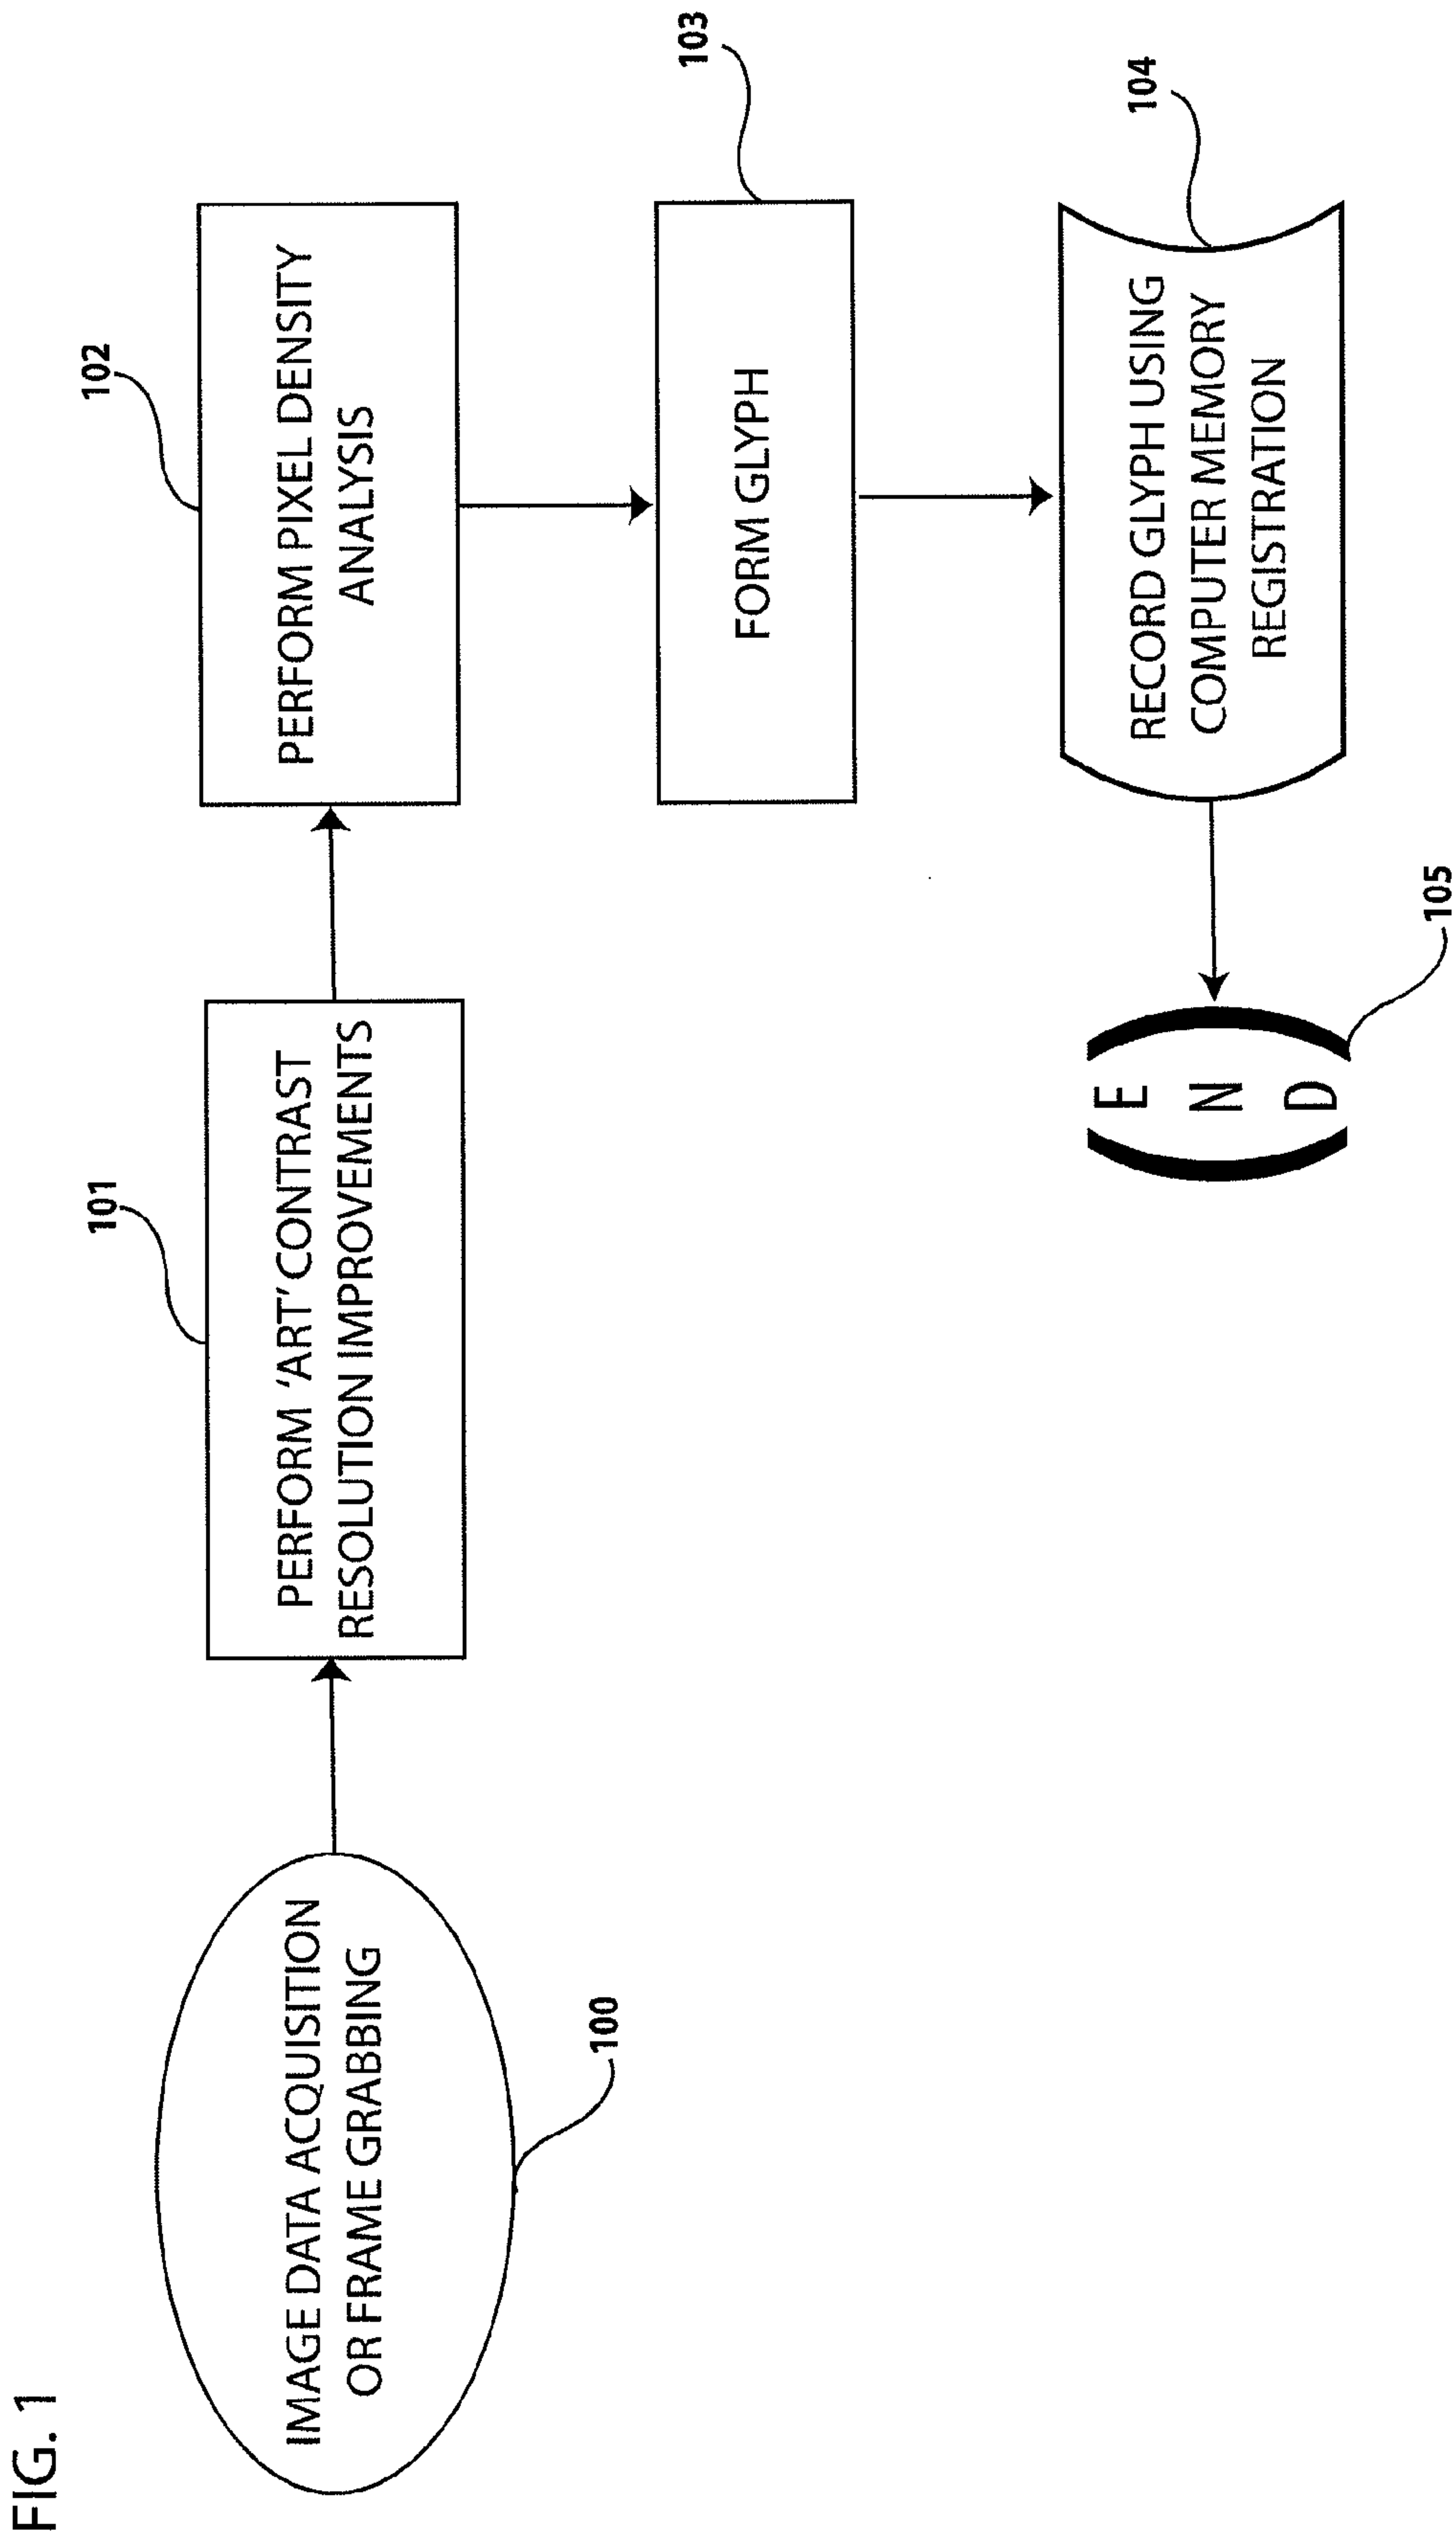 FIG. 1
IMAGE DATA ACQUISITION
OR FRAME GRABBING
100
101
PERFORM 'ART' CONTRAST
RESOLUTION IMPROVEMENTS
102
PERFORM PIXEL DENSITY
ANALYSIS
103
FORM GLYPH
104
RECORD GLYPH USING
COMPUTER MEMORY
REGISTRATION
E
N
D
105